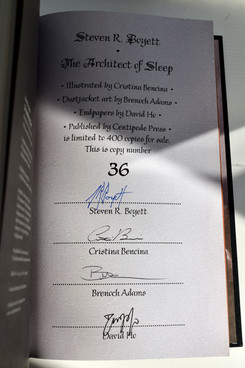 Steven R. Boyett
•
The Architect of Sleep
• Illustrated by Cristina Bencina •
• Dustjacket art by Brenoch Adams •
• Endpapers by David Ho •
• Published by Centipede Press •
is limited to 400 copies for sale.
This is copy number
36
Steven R. Boyett
Cristina Bencina
Brenoch Adams
David Ho